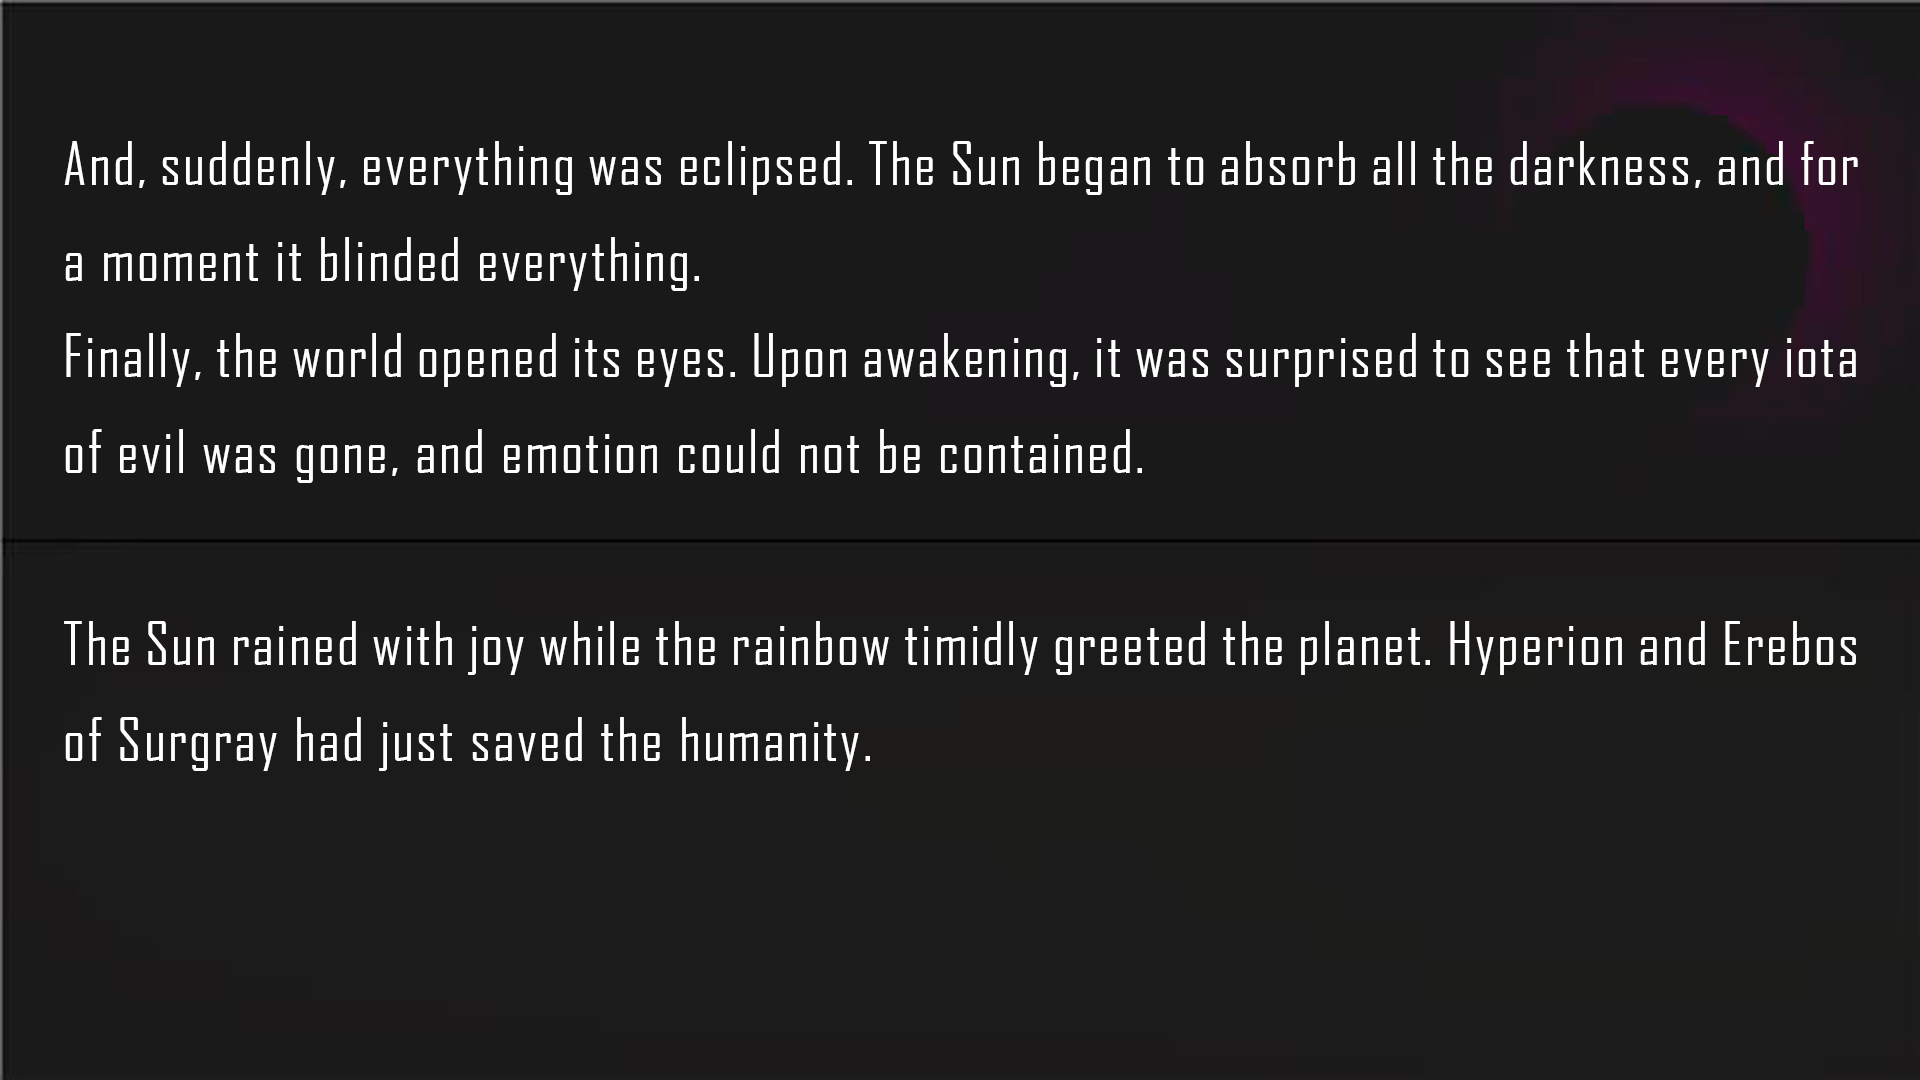 And, suddenly, everything was eclipsed. The Sun began to absorb all the darkness, and for
a moment it blinded everything.
Finally, the world opened its eyes. Upon awakening, it was surprised to see that every iota
of evil was gone, and emotion could not be contained.
The Sun rained with joy while the rainbow timidly greeted the planet. Hyperion and Erebos
of Surgray had just saved the humanity.